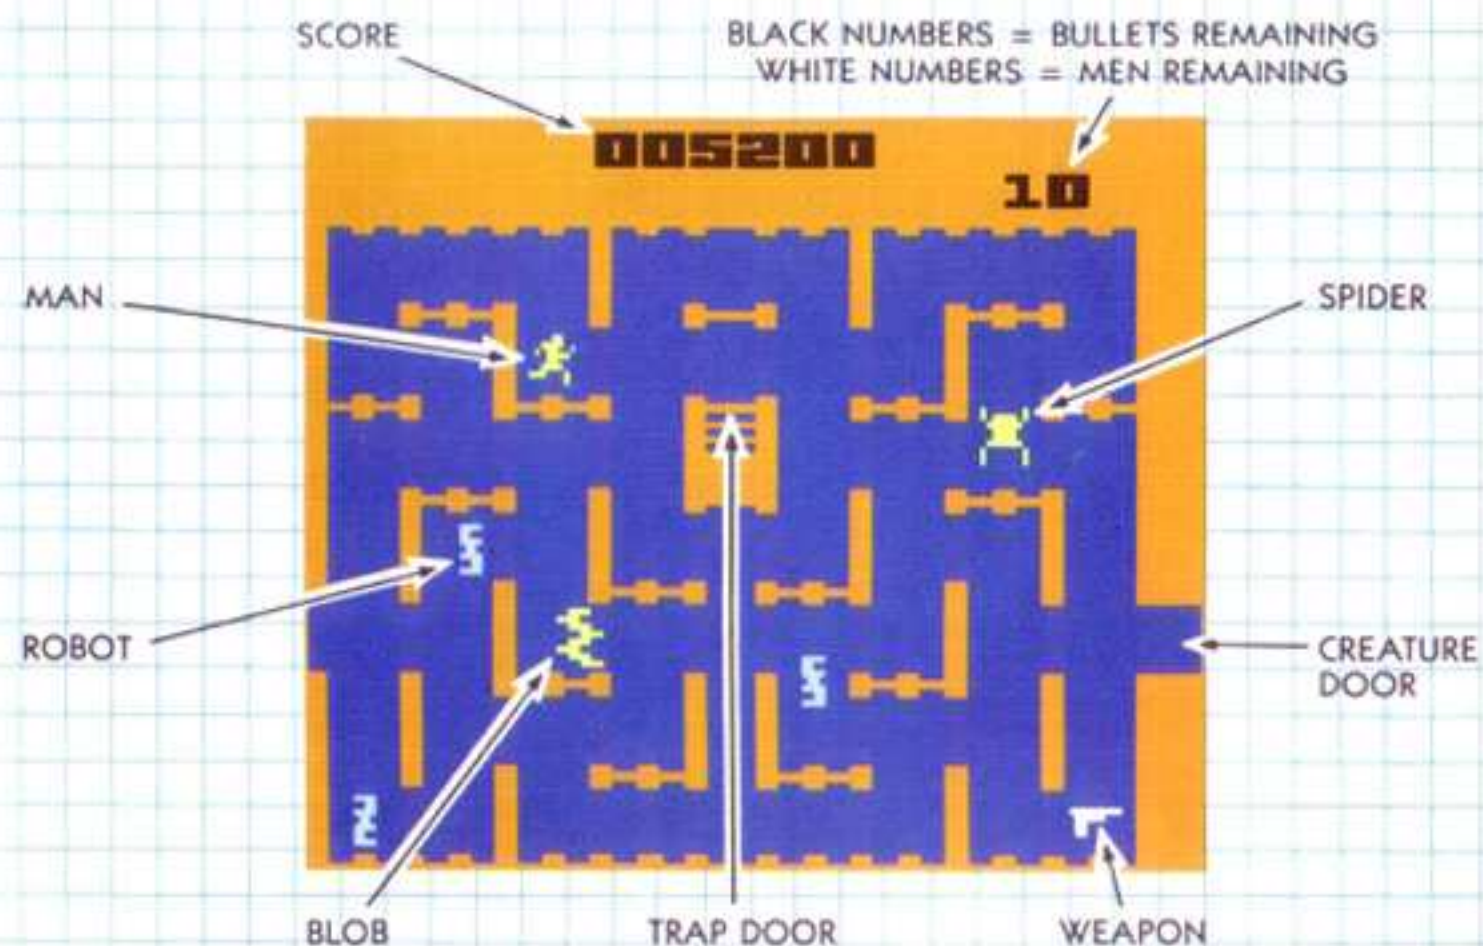 SCORE
BLACK NUMBERS = BULLETS REMAINING
WHITE NUMBERS = MEN REMAINING
005200
10
MAN
SPIDER
ROBOT
CREATURE
DOOR
BLOB
TRAP DOOR
WEAPON